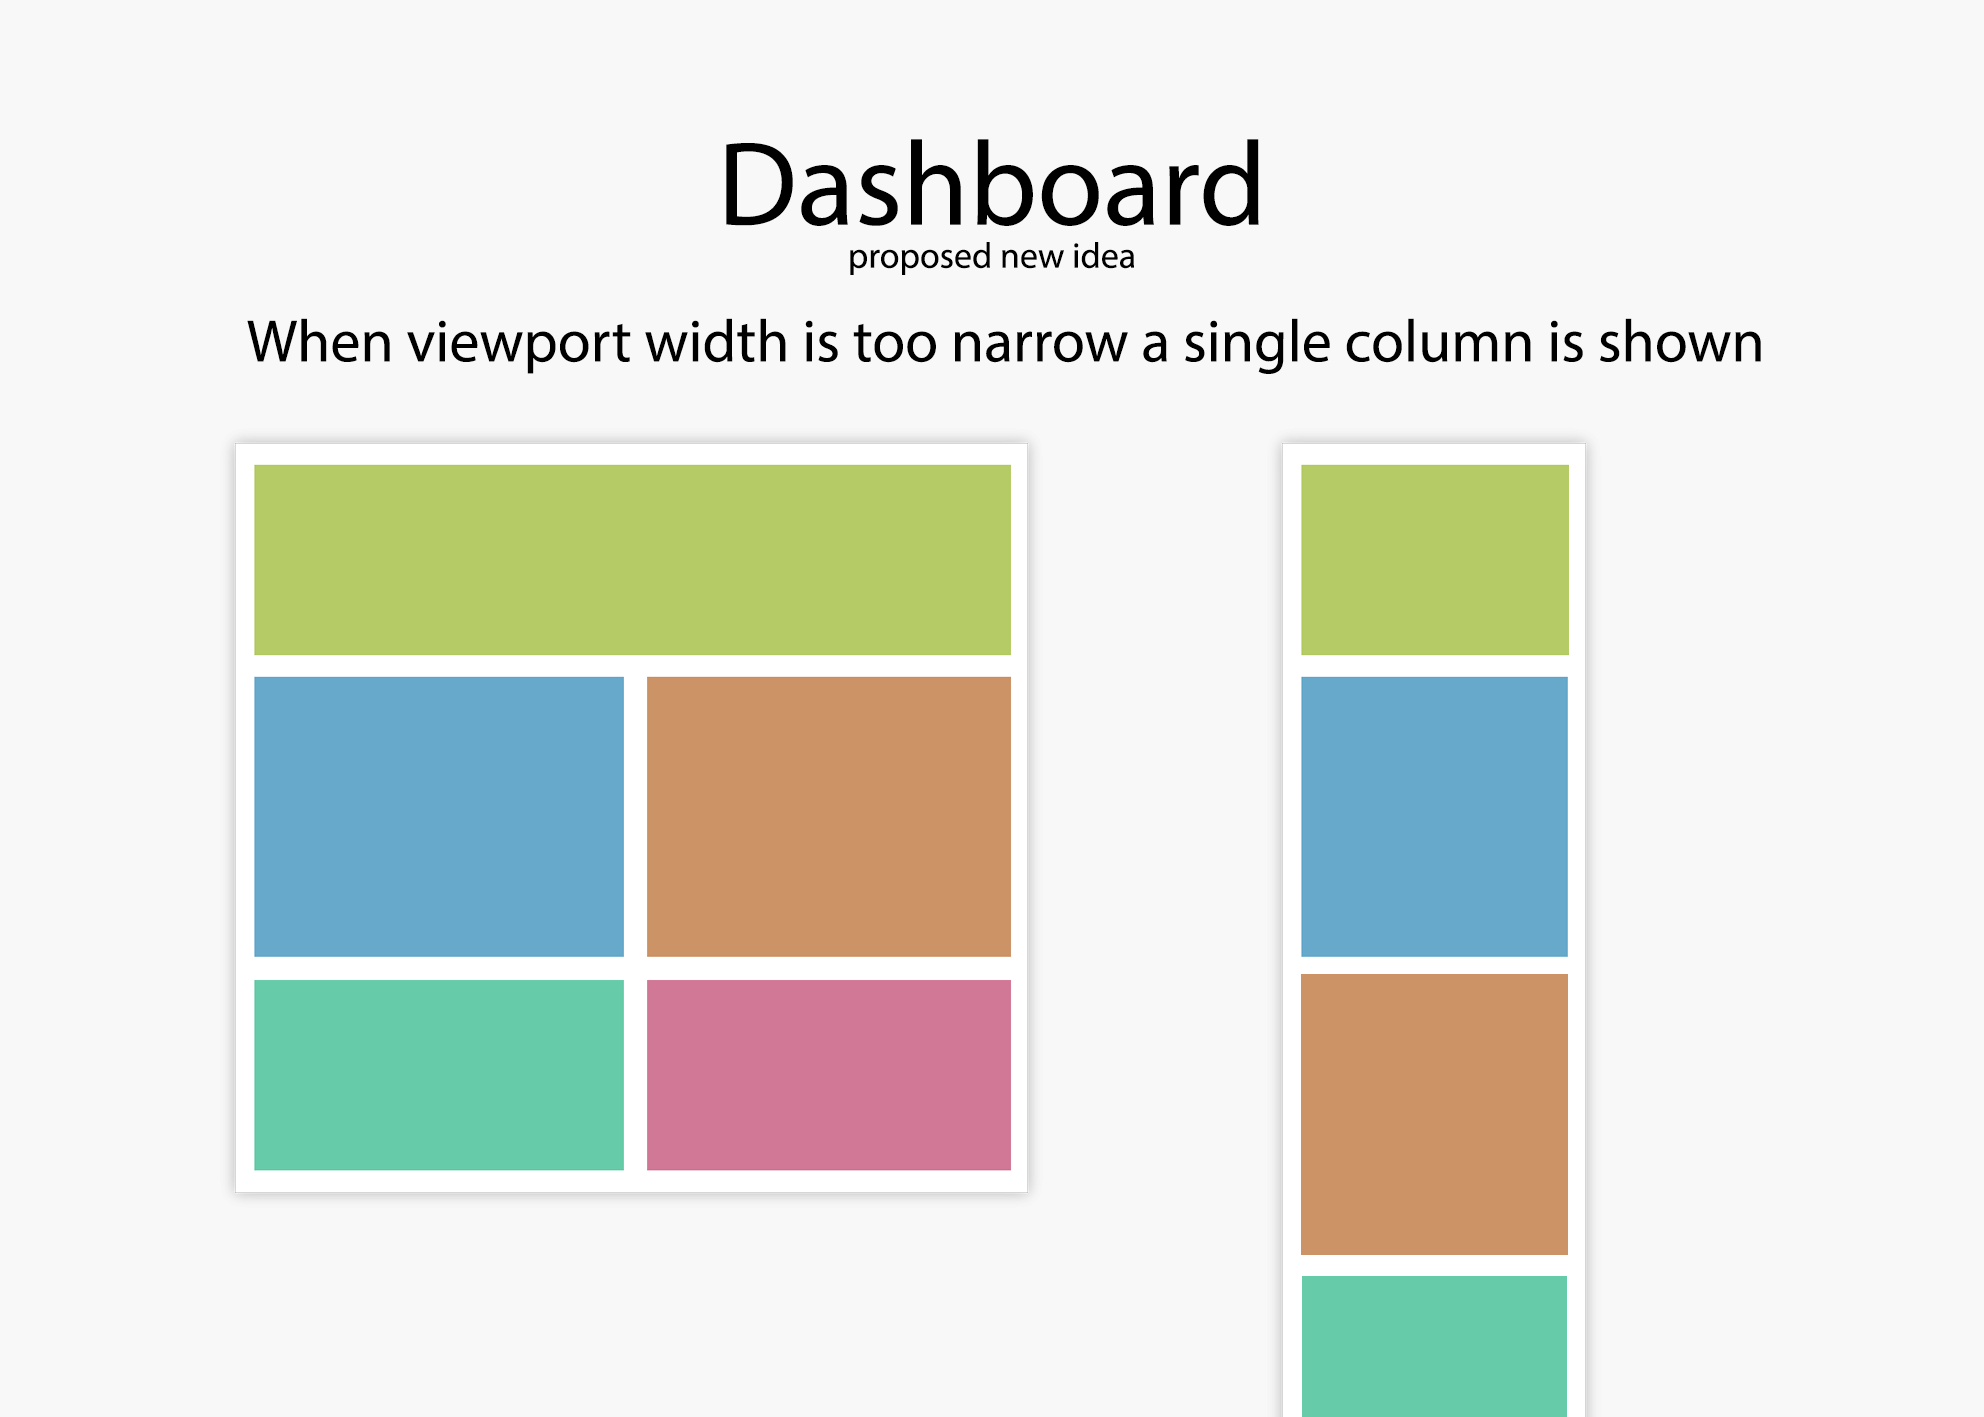 Dashboard
proposed new idea
When viewport width is too narrow a single column is shown